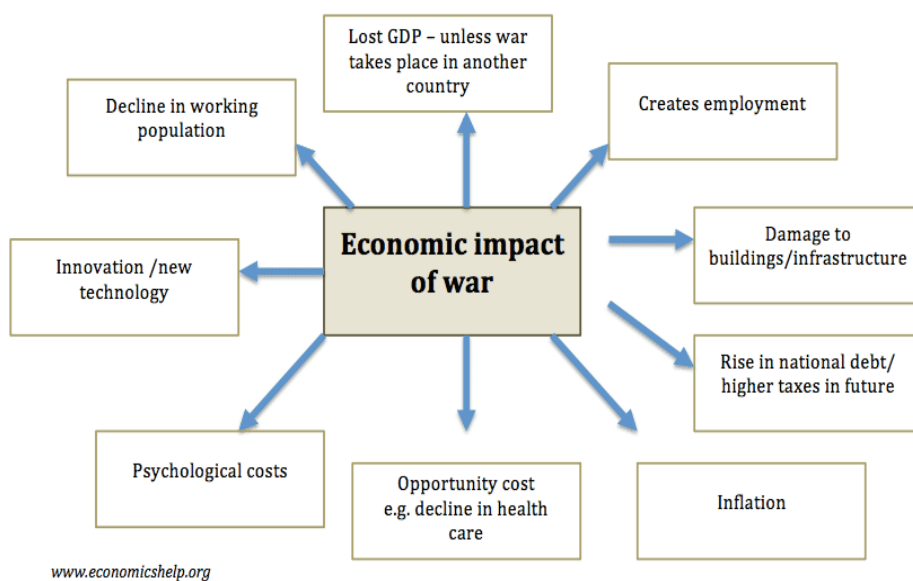 Lost GDP – unless war
takes place in another
country
Decline in working
population
Creates employment
Economic impact
of war
Damage to
buildings/infrastructure
Innovation /new
technology
Rise in national debt/
higher taxes in future
Psychological costs
Opportunity cost
e.g. decline in health
care
Inflation
www.economicshelp.org